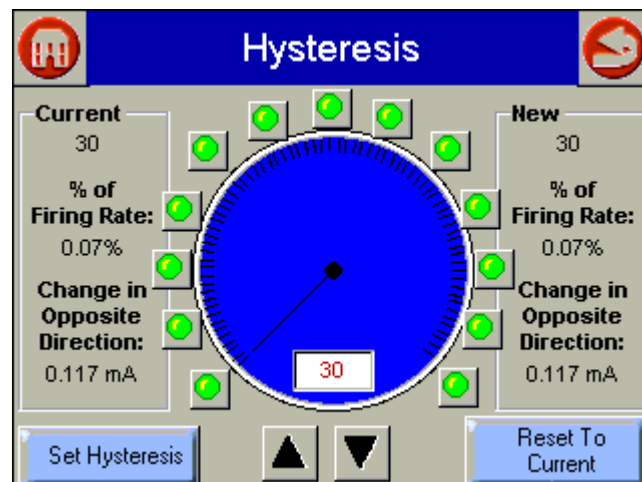 Hysteresis
Current
30
% of
Firing Rate:
0.07%
Change in
Opposite
Direction:
0.117 mA
New
30
% of
Firing Rate:
0.07%
Change in
Opposite
Direction:
0.117 mA
30
Set Hysteresis
Reset To
Current